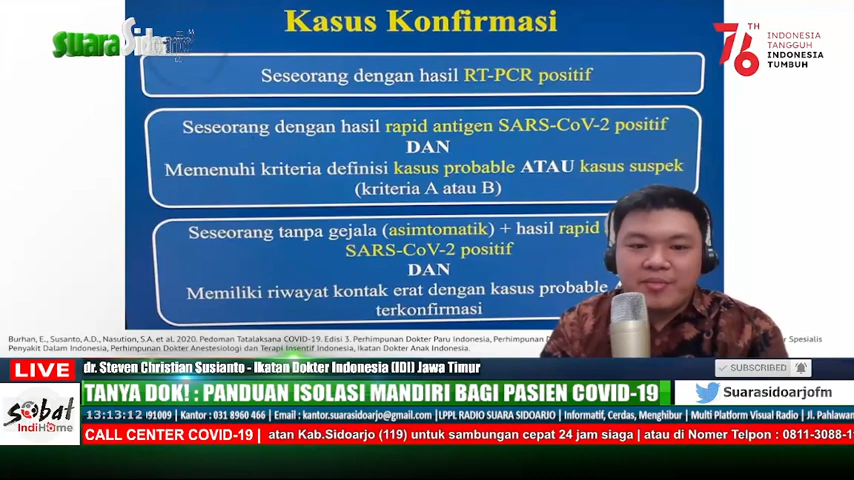 Kasus Konfirmasi
Suara Sidoarjo
76TH
INDONESIA
TANGGUH
INDONESIA
TUMBUH
Seseorang dengan hasil RT-PCR positif
Seseorang dengan hasil rapid antigen SARS-CoV-2 positif
DAN
Memenuhi kriteria definisi kasus probable ATAU kasus suspek
(kriteria A atau B)
Seseorang tanpa gejala (asimtomatik) + hasil rapid
SARS-CoV-2 positif
DAN
Memiliki riwayat kontak erat dengan kasus probable
terkonfirmasi
Burhan, E., Susanto, A.D., Nasution, S.A. et al. 2020. Pedoman Tatalaksana COVID-19. Edisi 3. Perhimpunan Dokter Paru Indonesia, Perhimpunan Spesialis
Penyakit Dalam Indonesia, Perhimpunan Dokter Anestesiologi dan Terapi Insentif Indonesia, Ikatan Dokter Anak Indonesia.
LIVE
dr. Steven Christian Susianto - Ikatan Dokter Indonesia (IDI) Jawa Timur
SUBSCRIBED
TANYA DOK! : PANDUAN ISOLASI MANDIRI BAGI PASIEN COVID-19
Suarasidoarjofm
Sobat
IndiHome
13:13:12 91009 | Kantor : 031 8960 466 | Email : kantor.suarasidoarjo@gmail.com |LPPL RADIO SUARA SIDOARJO | Informatif, Cerdas, Menghibur | Multi Platform Visual Radio | Jl. Pahlawan
CALL CENTER COVID-19 | atan Kab.Sidoarjo (119) untuk sambungan cepat 24 jam siaga | atau di Nomer Telpon : 0811-3088-1